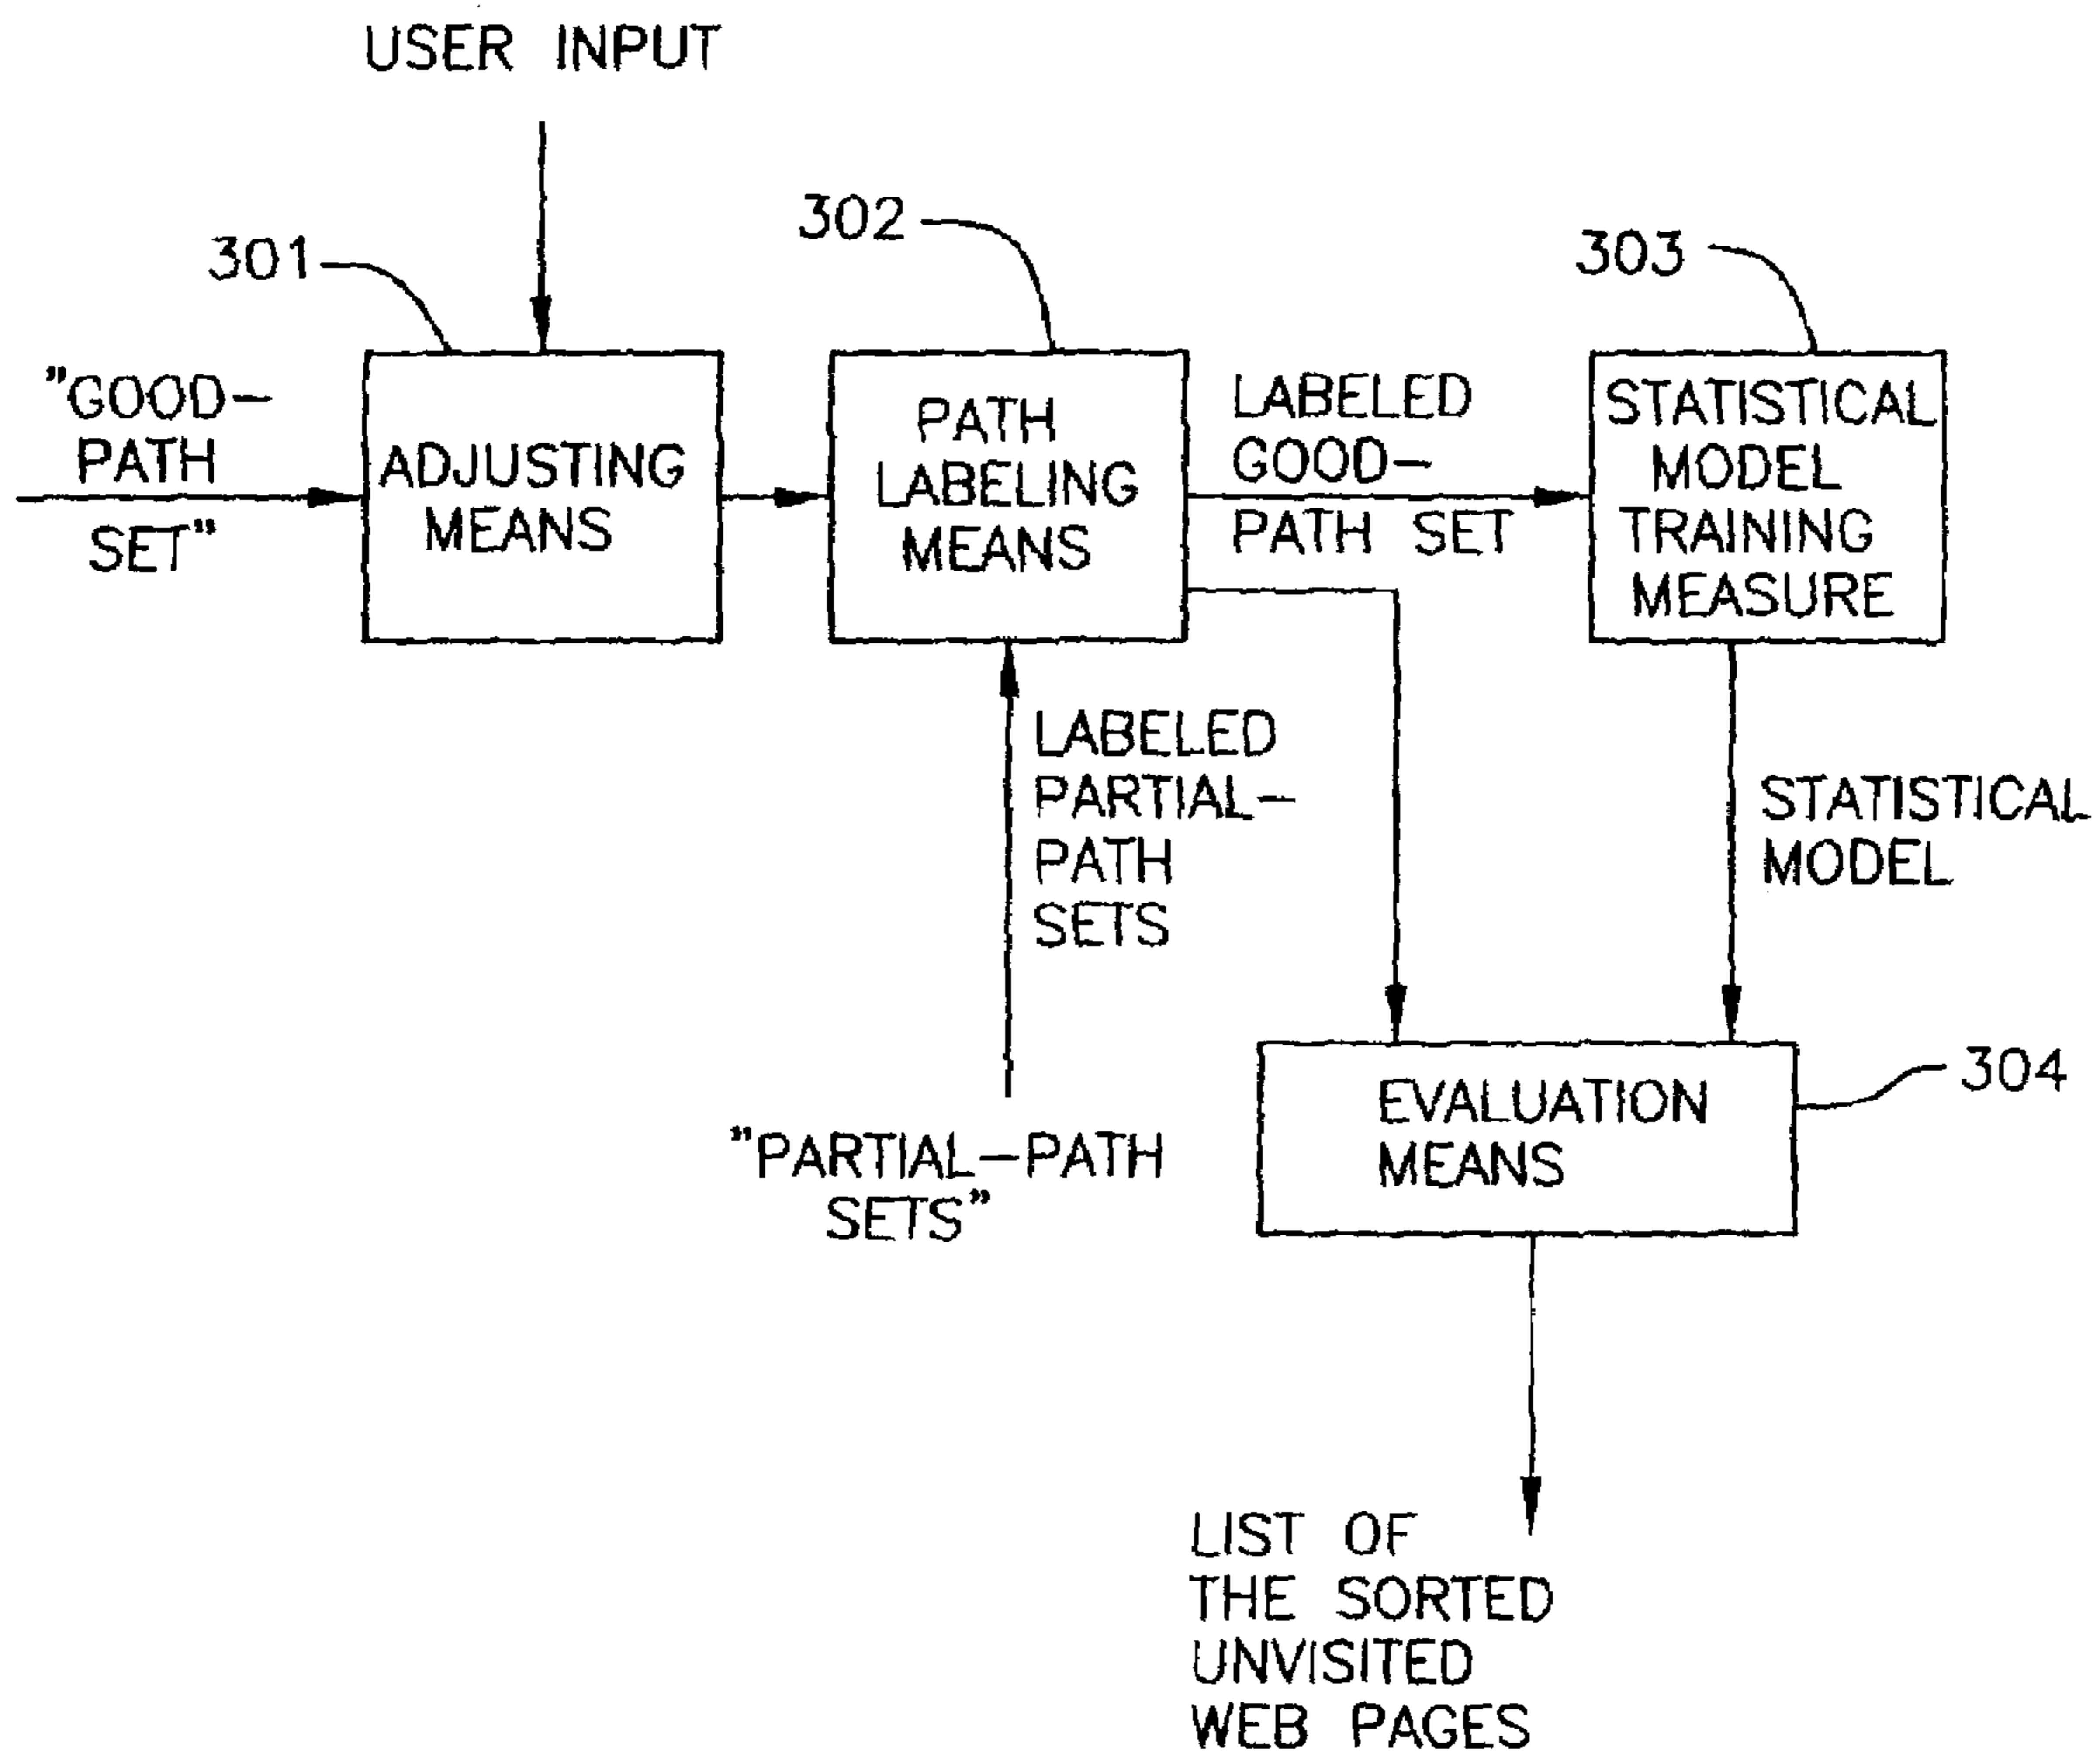 USER INPUT
301
302
303
"GOOD-
PATH
SET"
ADJUSTING
MEANS
PATH
LABELING
MEANS
LABELED
GOOD-
PATH SET
STATISTICAL
MODEL
TRAINING
MEASURE
LABELED
PARTIAL-
PATH
SETS
STATISTICAL
MODEL
"PARTIAL-PATH
SETS"
EVALUATION
MEANS
304
LIST OF
THE SORTED
UNVISITED
WEB PAGES